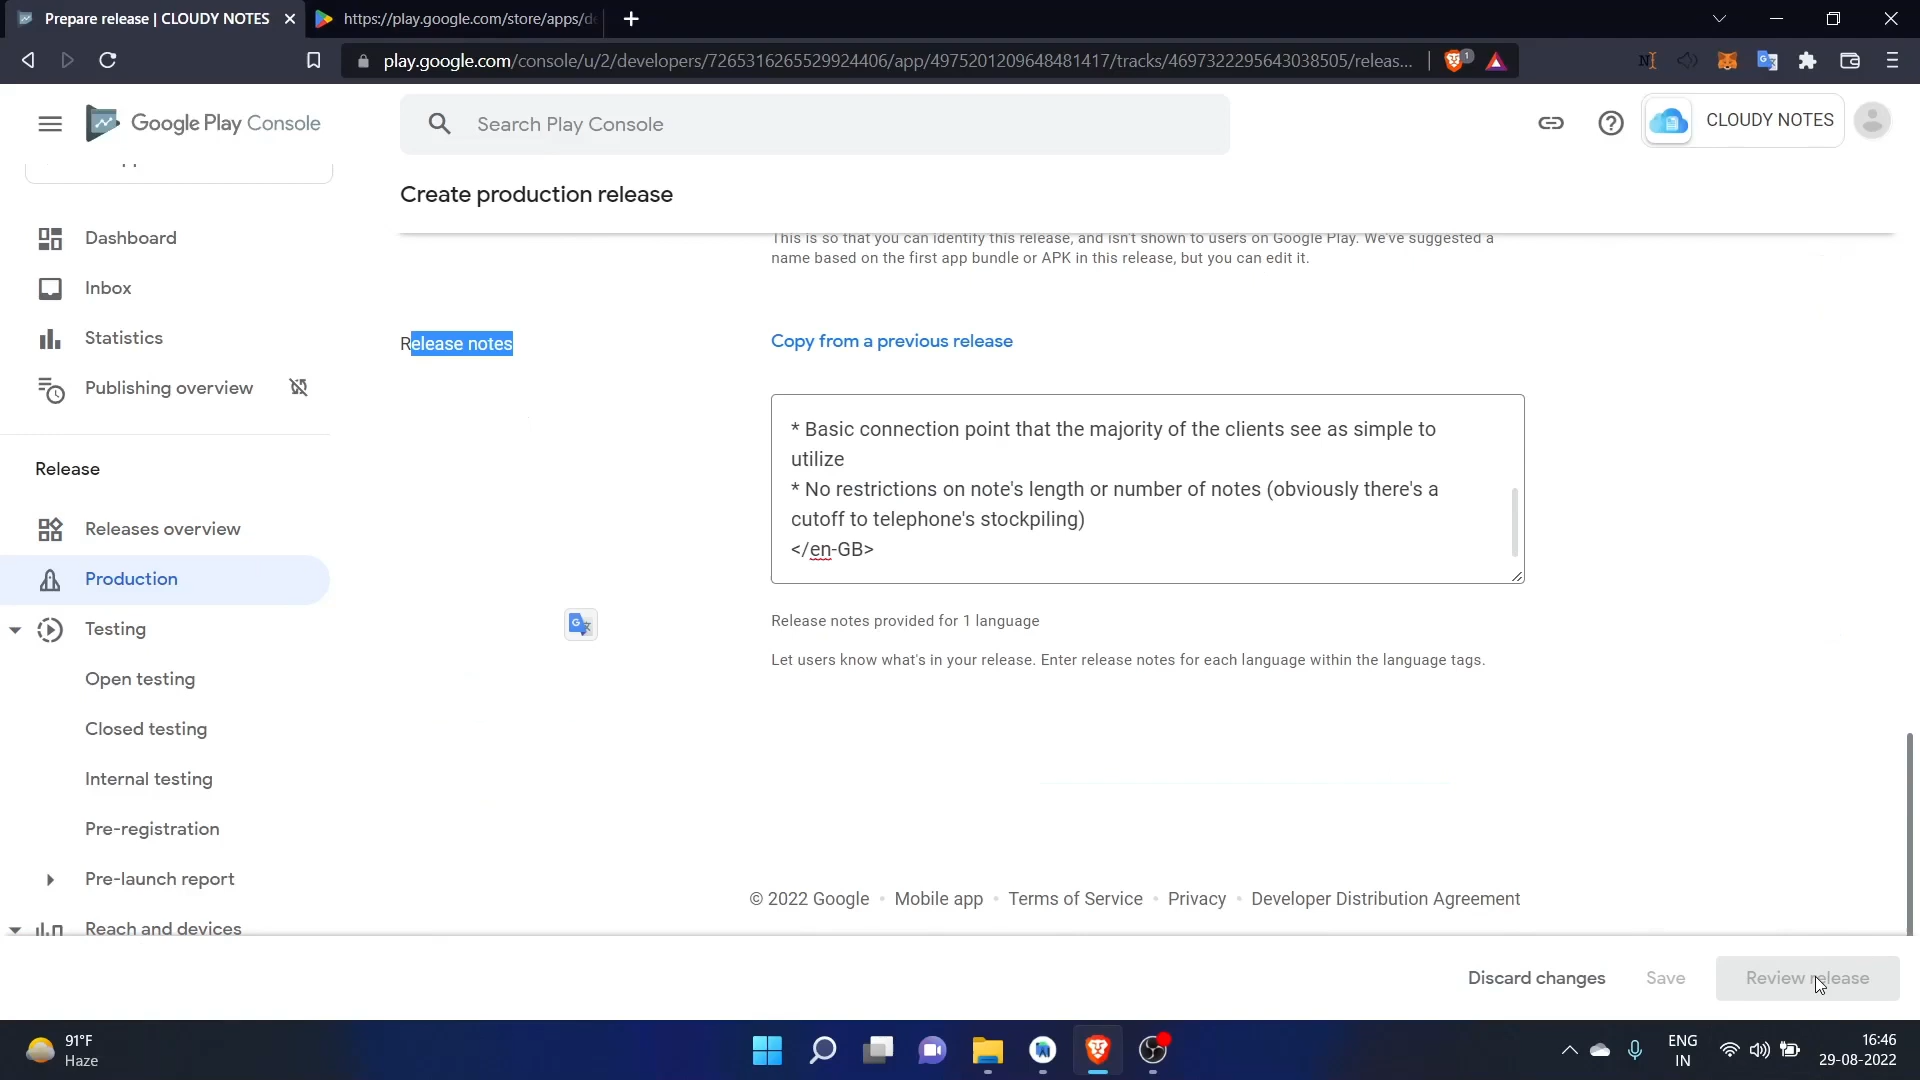 Prepare release | CLOUDY NOTES
https://play.google.com/store/apps/de
play.google.com/console/u/2/developers/7265316265529924406/app/4975201209648481417/tracks/4697322295643038505/releas...
1
Google Play Console
Search Play Console
CLOUDY NOTES
Create production release
Dashboard
Inbox
Statistics
Publishing overview
Release
Releases overview
Production
Testing
Open testing
Closed testing
Internal testing
Pre-registration
Pre-launch report
Reach and devices
This is so that you can identify this release, and isn't shown to users on Google Play. We've suggested a
name based on the first app bundle or APK in this release, but you can edit it.
Release notes
Copy from a previous release
* Basic connection point that the majority of the clients see as simple to
utilize
* No restrictions on note's length or number of notes (obviously there's a
cutoff to telephone's stockpiling)
</en-GB>
Release notes provided for 1 language
Let users know what's in your release. Enter release notes for each language within the language tags.
© 2022 Google • Mobile app • Terms of Service • Privacy • Developer Distribution Agreement
Discard changes
Save
Review release
91°F
Haze
ENG
IN
16:46
29-08-2022